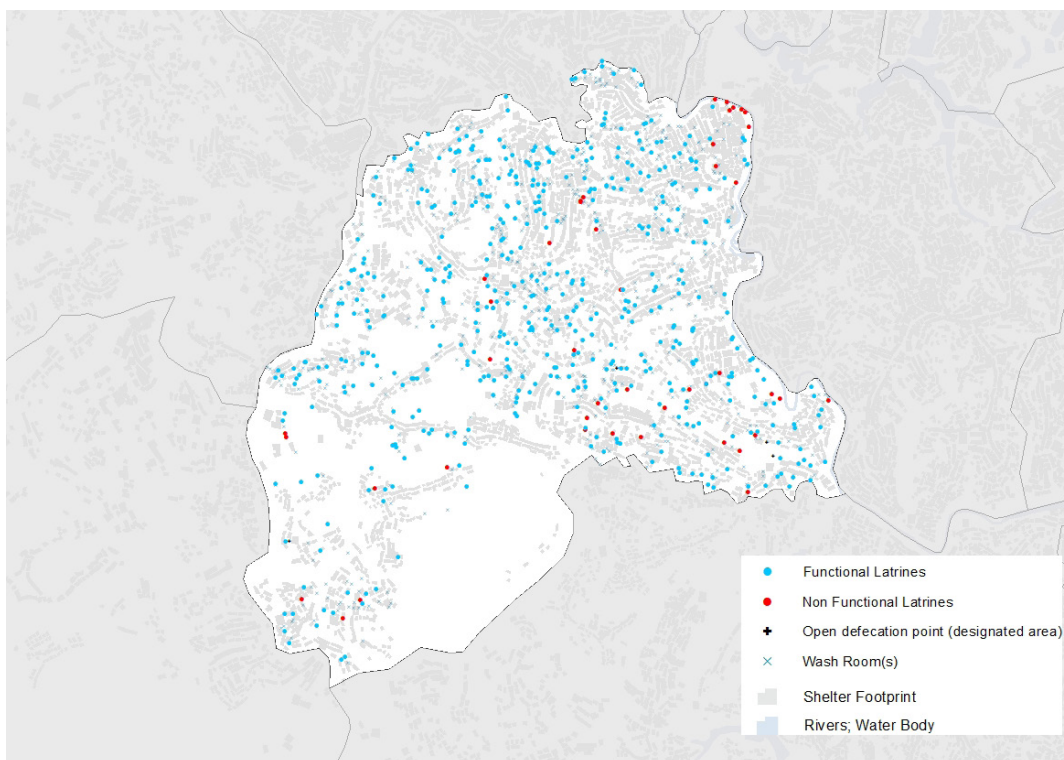 Functional Latrines
Non Functional Latrines
Open defecation point (designated area)
Wash Room(s)
Shelter Footprint
Rivers; Water Body